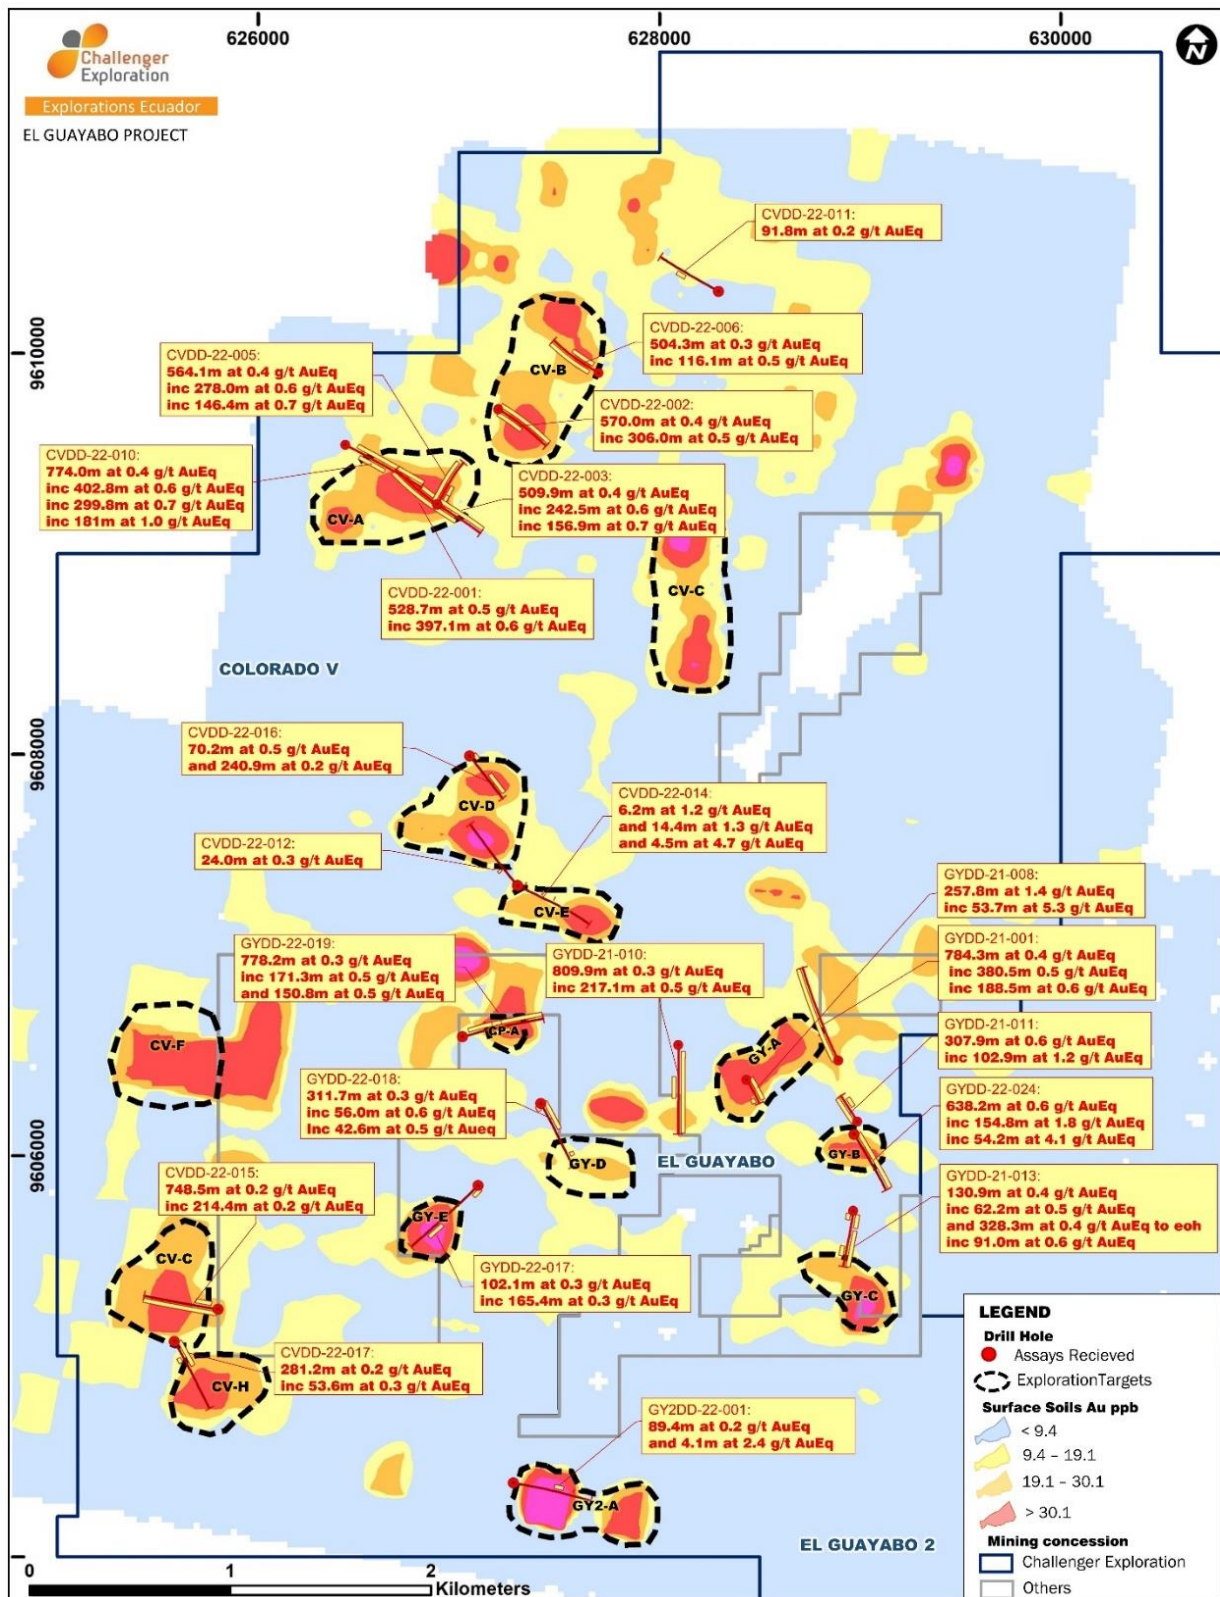 626000
628000
630000
N
Challenger
Exploration
Explorations Ecuador
EL GUAYABO PROJECT
CVDD-22-011:
91.8m at 0.2 g/t AuEq
9610000
CVDD-22-006:
504.3m at 0.3 g/t AuEq
inc 116.1m at 0.5 g/t AuEq
CV-B
CVDD-22-005:
564.1m at 0.4 g/t AuEq
inc 278.0m at 0.6 g/t AuEq
inc 146.4m at 0.7 g/t AuEq
CVDD-22-002:
570.0m at 0.4 g/t AuEq
inc 306.0m at 0.5 g/t AuEq
CVDD-22-010:
774.0m at 0.4 g/t AuEq
inc 402.8m at 0.6 g/t AuEq
inc 299.8m at 0.7 g/t AuEq
inc 181m at 1.0 g/t AuEq
CV-A
CVDD-22-003:
509.9m at 0.4 g/t AuEq
inc 242.5m at 0.6 g/t AuEq
inc 156.9m at 0.7 g/t AuEq
CVDD-22-001:
528.7m at 0.5 g/t AuEq
inc 397.1m at 0.6 g/t AuEq
CV-C
COLORADO V
9608000
CVDD-22-016:
70.2m at 0.5 g/t AuEq
and 240.9m at 0.2 g/t AuEq
CV-D
CVDD-22-014:
6.2m at 1.2 g/t AuEq
and 14.4m at 1.3 g/t AuEq
and 4.5m at 4.7 g/t AuEq
CVDD-22-012:
24.0m at 0.3 g/t AuEq
CV-E
GYDD-21-008:
257.8m at 1.4 g/t AuEq
inc 53.7m at 5.3 g/t AuEq
GYDD-22-019:
778.2m at 0.3 g/t AuEq
inc 171.3m at 0.5 g/t AuEq
and 150.8m at 0.5 g/t AuEq
GYDD-21-010:
809.9m at 0.3 g/t AuEq
inc 217.1m at 0.5 g/t AuEq
GYDD-21-001:
784.3m at 0.4 g/t AuEq
inc 380.5m 0.5 g/t AuEq
inc 188.5m at 0.6 g/t AuEq
CP-A
CV-F
GY-A
GYDD-21-011:
307.9m at 0.6 g/t AuEq
inc 102.9m at 1.2 g/t AuEq
GYDD-22-018:
311.7m at 0.3 g/t AuEq
inc 56.0m at 0.6 g/t AuEq
Inc 42.6m at 0.5 g/t Aueq
GYDD-22-024:
638.2m at 0.6 g/t AuEq
inc 154.8m at 1.8 g/t AuEq
inc 54.2m at 4.1 g/t AuEq
GY-B
9606000
GY-D
EL GUAYABO
CVDD-22-015:
748.5m at 0.2 g/t AuEq
inc 214.4m at 0.2 g/t AuEq
GYDD-21-013:
130.9m at 0.4 g/t AuEq
inc 62.2m at 0.5 g/t AuEq
and 328.3m at 0.4 g/t AuEq to eoh
inc 91.0m at 0.6 g/t AuEq
GY-E
CV-C
GYDD-22-017:
102.1m at 0.3 g/t AuEq
inc 165.4m at 0.3 g/t AuEq
GY-C
CVDD-22-017:
281.2m at 0.2 g/t AuEq
inc 53.6m at 0.3 g/t AuEq
CV-H
GY2DD-22-001:
89.4m at 0.2 g/t AuEq
and 4.1m at 2.4 g/t AuEq
GY2-A
EL GUAYABO 2
LEGEND
Drill Hole
Assays Recieved
ExplorationTargets
Surface Soils Au ppb
< 9.4
9.4 – 19.1
19.1 – 30.1
> 30.1
Mining concession
Challenger Exploration
Others
0
1
2
Kilometers